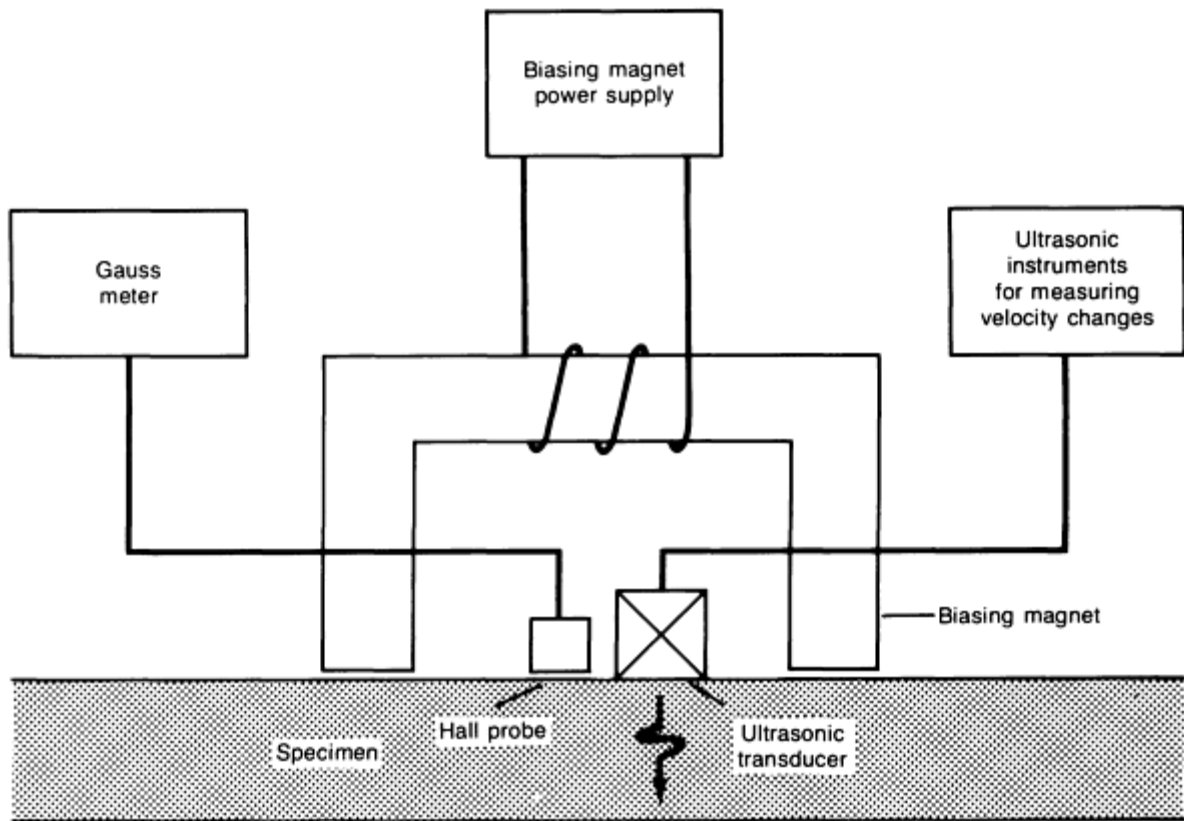 Biasing magnet
power supply
Gauss
meter
Ultrasonic
instruments
for measuring
velocity changes
Biasing magnet
Hall probe
Ultrasonic
transducer
Specimen